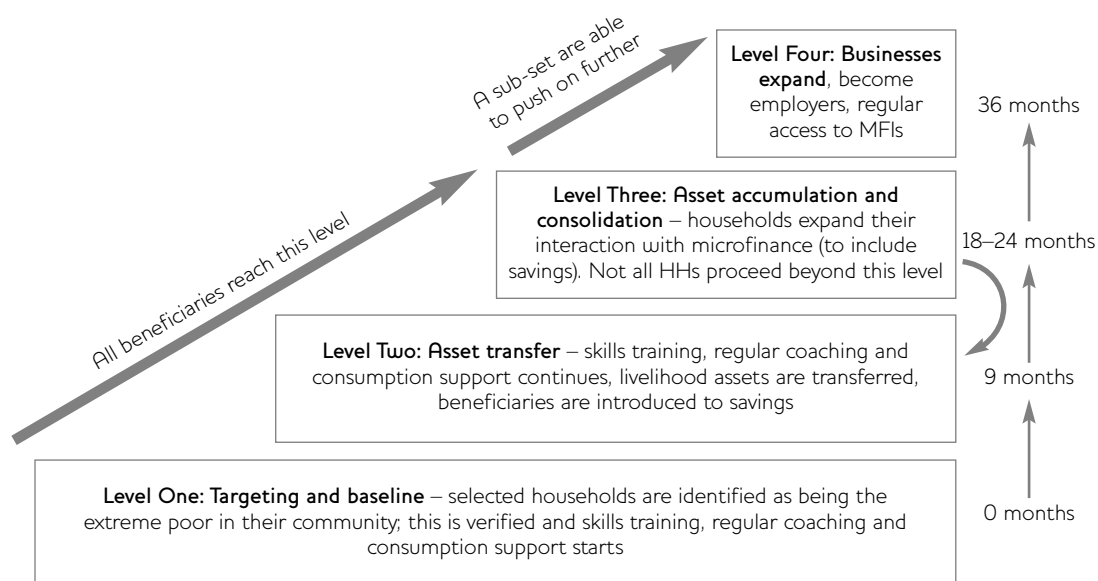 A sub-set are able
to push on further
Level Four: Businesses
expand, become
employers, regular
access to MFIs
36 months
All beneficiaries reach this level
Level Three: Asset accumulation and
consolidation – households expand their
interaction with microfinance (to include
savings). Not all HHs proceed beyond this level
18–24 months
Level Two: Asset transfer – skills training, regular coaching and
consumption support continues, livelihood assets are transferred,
beneficiaries are introduced to savings
9 months
Level One: Targeting and baseline – selected households are identified as being the
extreme poor in their community; this is verified and skills training, regular coaching and
consumption support starts
0 months